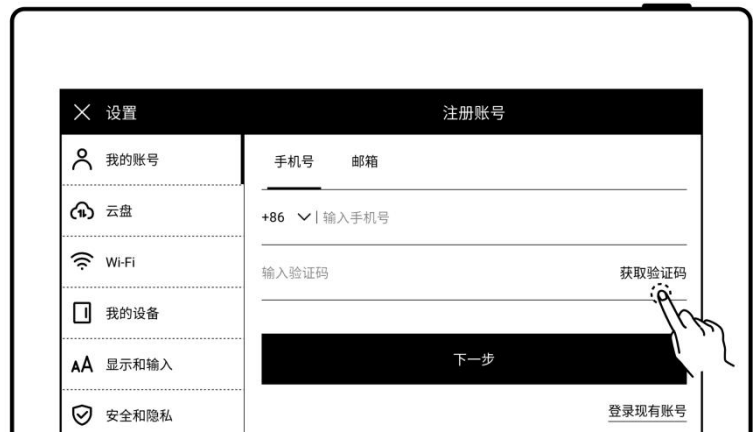 设置
注册账号
我的账号
云盘
Wi-Fi
我的设备
显示和输入
安全和隐私
手机号 邮箱
+86 输入手机号
输入验证码 获取验证码
下一步
登录现有账号